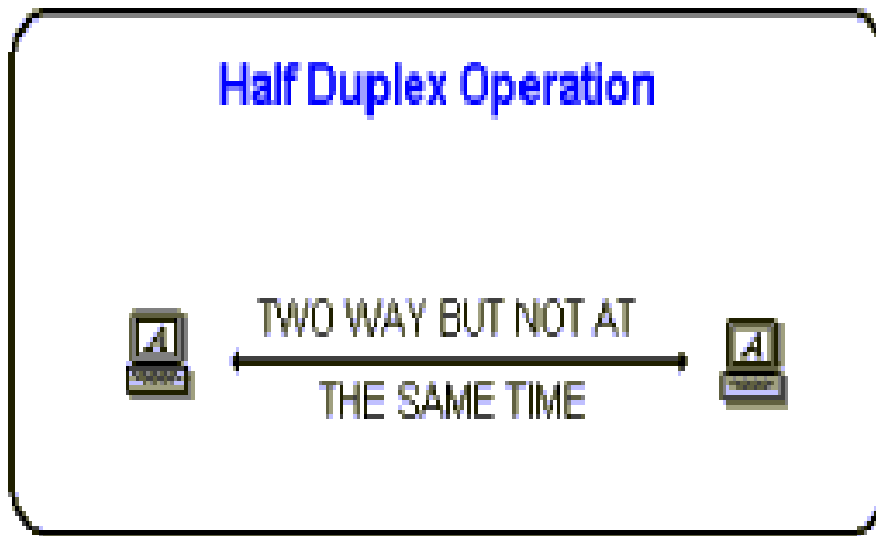 Half Duplex Operation
TWO WAY BUT NOT AT
THE SAME TIME
A
A